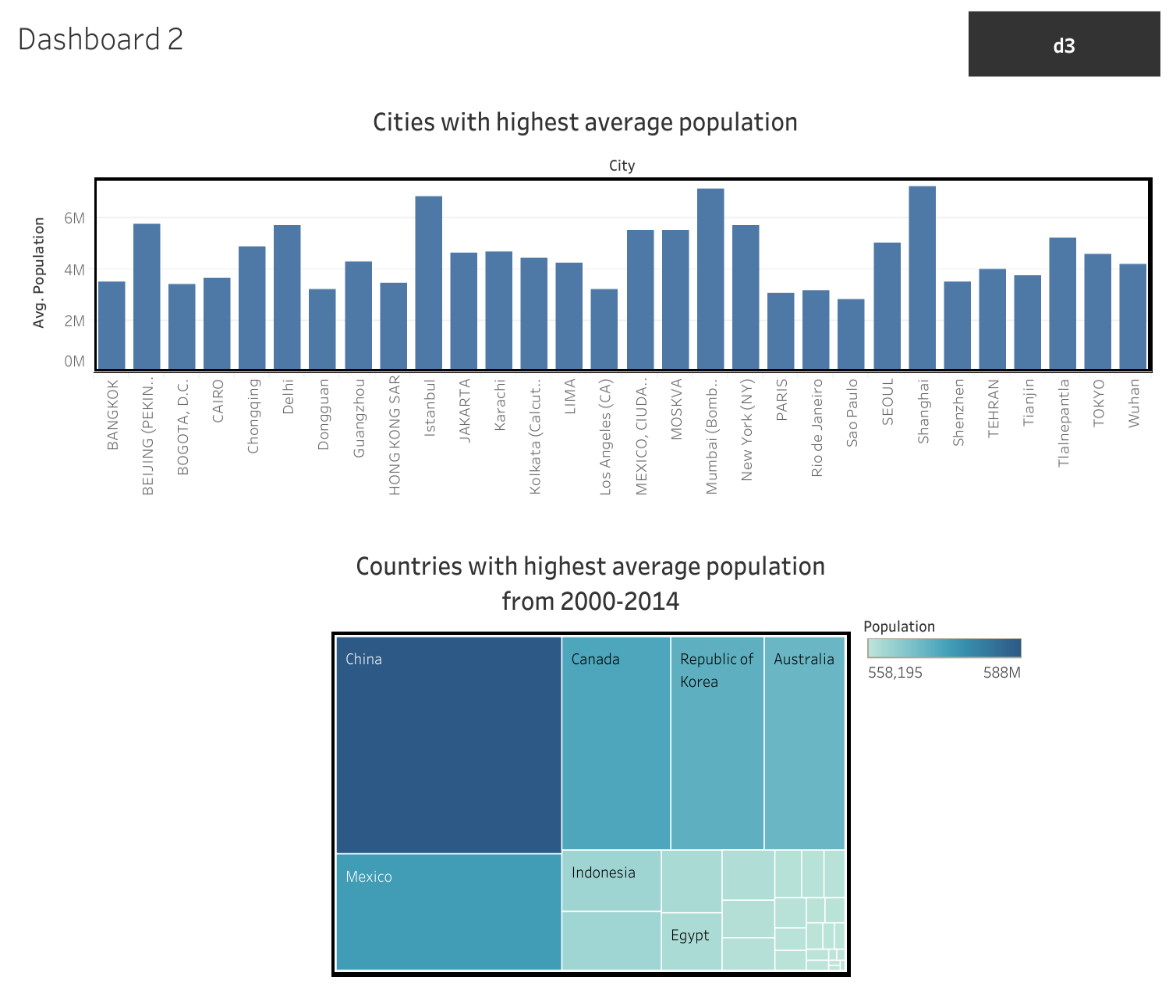 Dashboard 2
d3
Cities with highest average population
City
Avg. Population
6M
4M
2M
0M
BANGKOK
BEIJING (PEKIN..
BOGOTA, D.C.
CAIRO
Chongqing
Delhi
Dongguan
Guangzhou
HONG KONG SAR
Istanbul
JAKARTA
Karachi
Kolkata (Calcut..
LIMA
Los Angeles (CA)
MEXICO, CIUDA..
MOSKVA
Mumbai (Bomb..
New York (NY)
PARIS
Rio de Janeiro
Sao Paulo
SEOUL
Shanghai
Shenzhen
TEHRAN
Tianjin
Tlalnepantla
TOKYO
Wuhan
Countries with highest average population
from 2000-2014
Population
558,195
588M
China
Canada
Republic of
Korea
Australia
Mexico
Indonesia
Egypt